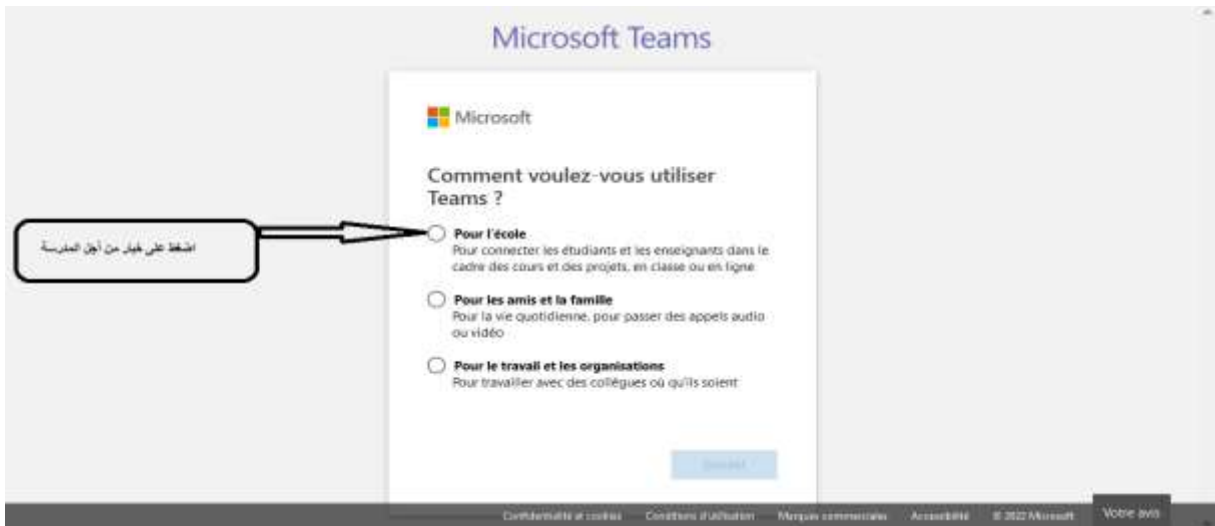 Microsoft Teams
Microsoft
Comment voulez-vous utiliser
Teams ?
اضغط على خيار من أجل المدرسة
Pour l'école
Pour connecter les étudiants et les enseignants dans le
cadre des cours et des projets, en classe ou en ligne
Pour les amis et la famille
Pour la vie quotidienne, pour passer des appels audio
ou vidéo
Pour le travail et les organisations
Pour travailler avec des collègues où qu'ils soient
Confidentialité et cookies Conditions d'utilisation Marques commerciales Accessibilité © 2022 Microsoft Votre avis